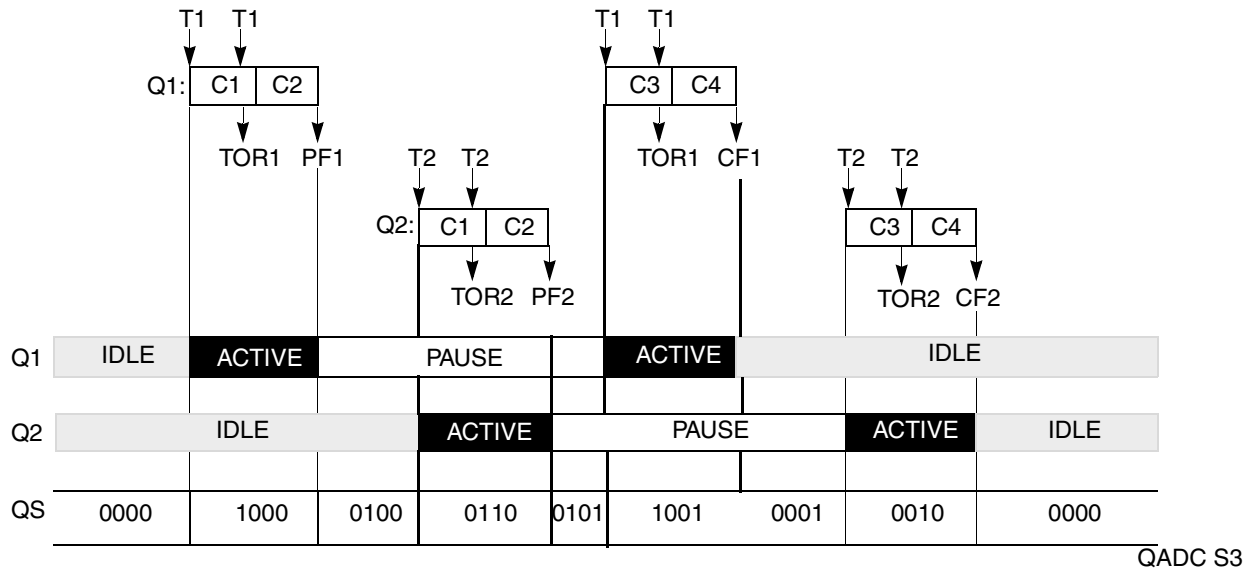 T1 T1 T1 T1
Q1: C1 C2 C3 C4
TOR1 PF1 T2 T2 TOR1 CF1 T2 T2
Q2: C1 C2 C3 C4
TOR2 PF2 TOR2 CF2
Q1 IDLE ACTIVE PAUSE ACTIVE IDLE
Q2 IDLE ACTIVE PAUSE ACTIVE IDLE
QS 0000 1000 0100 0110 0101 1001 0001 0010 0000
QADC S3